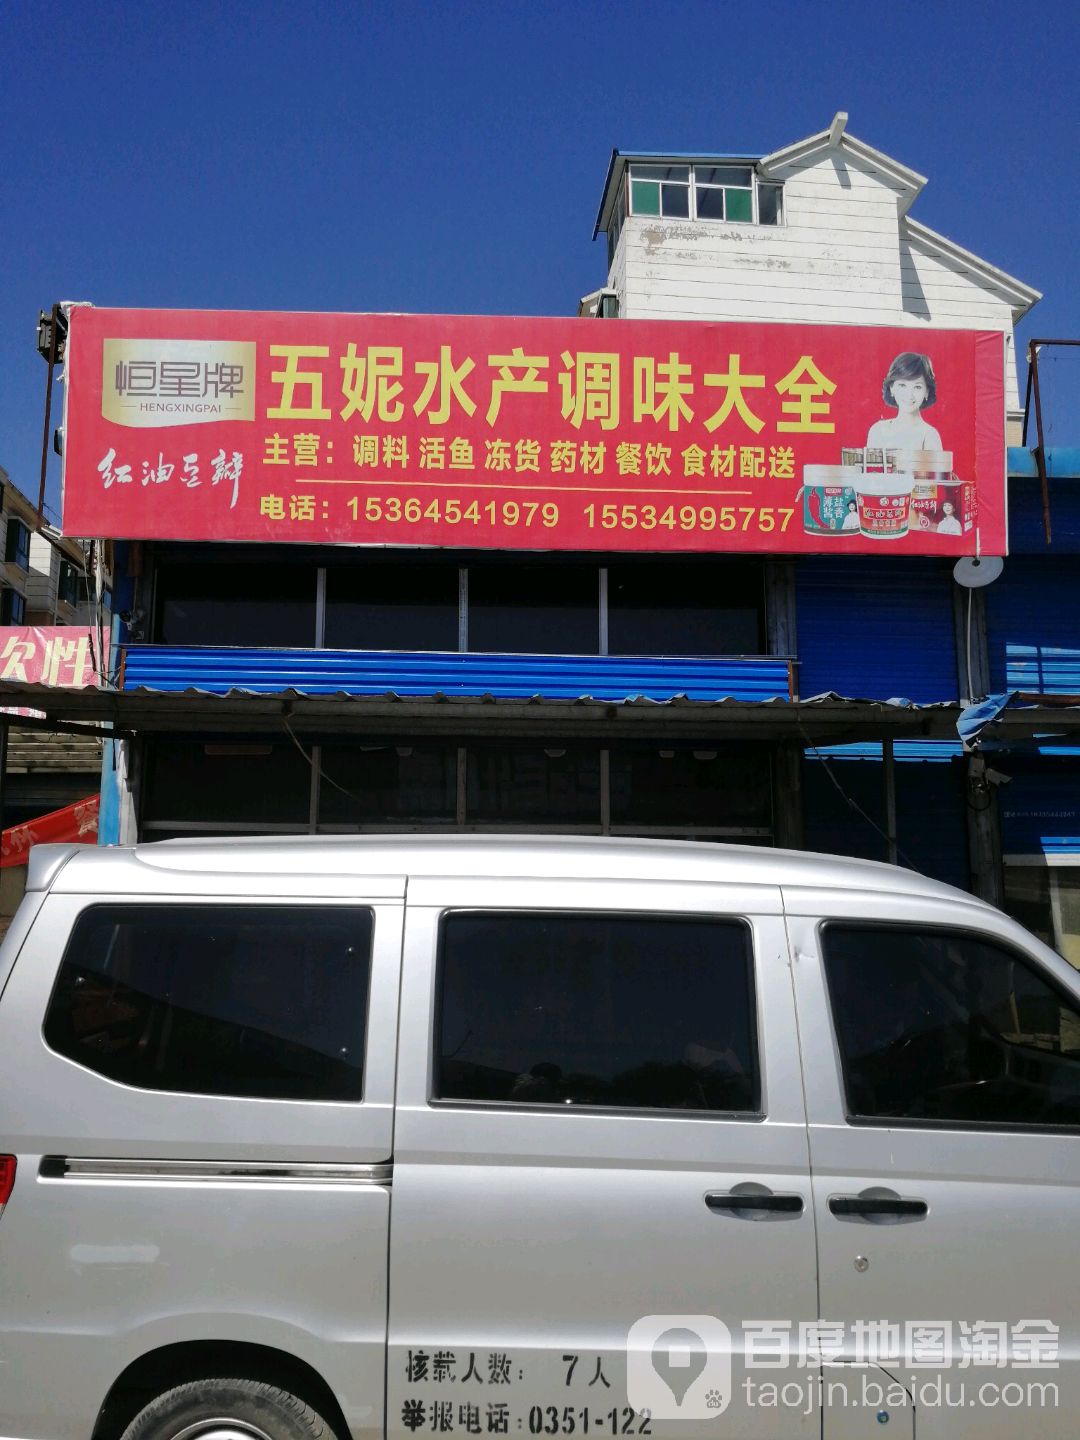 恒星牌
HENGXINGPAI
红油豆瓣
五妮水产调味大全
主营：调料 活鱼 冻货 药材 餐饮 食材配送
电话：15364541979 15534995757
次性
核载人数：7人
举报电话：0351-122
百度地图淘金
taojin.baidu.com